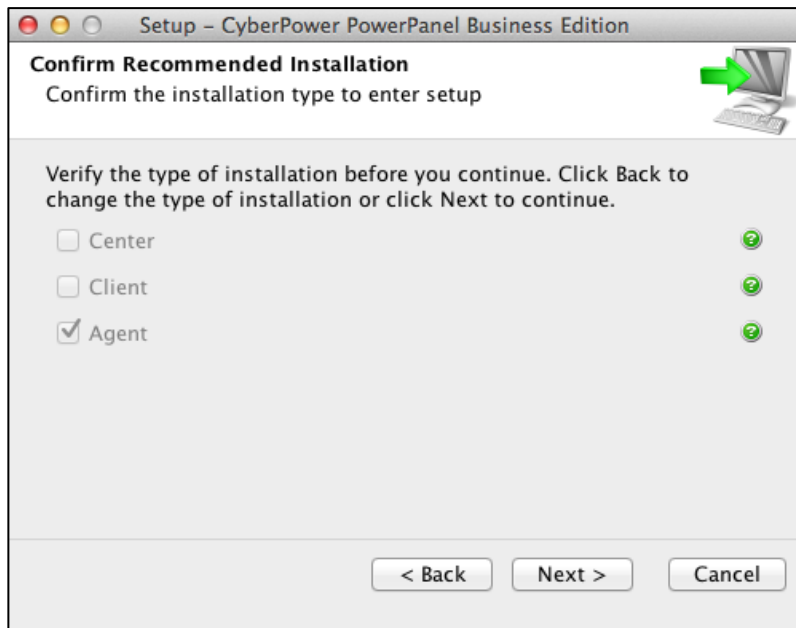 Setup – CyberPower PowerPanel Business Edition
Confirm Recommended Installation
Confirm the installation type to enter setup
Verify the type of installation before you continue. Click Back to
change the type of installation or click Next to continue.
Center
?
Client
?
Agent
?
< Back
Next >
Cancel